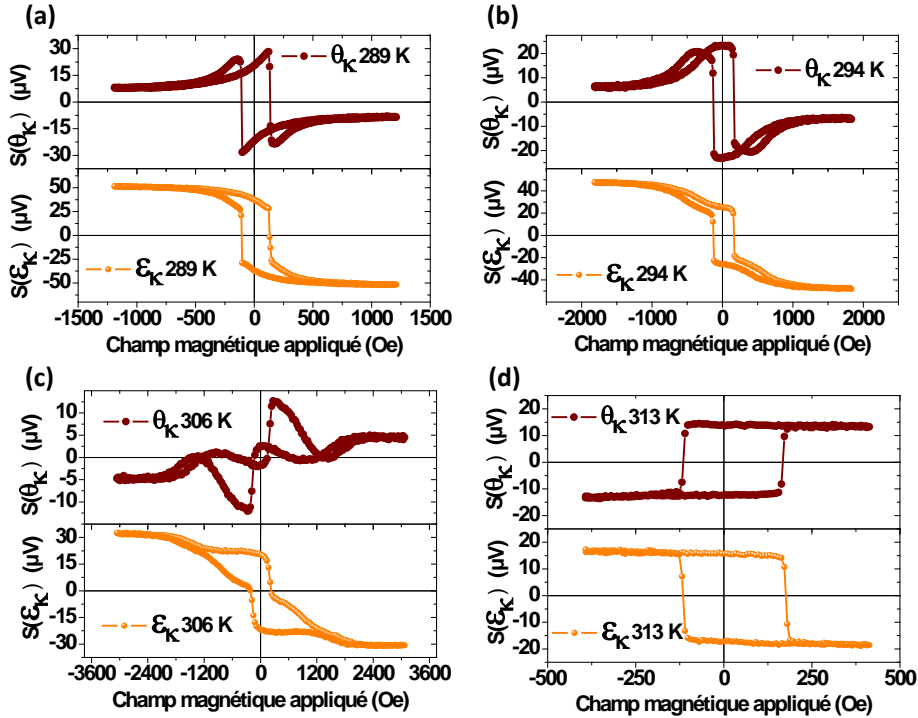 (a)
S(θK) (µV)
30
15
0
-15
-30
θK 289 K
S(εK) (µV)
50
25
0
-25
-50
εK 289 K
-1500 -1000 -500 0 500 1000 1500
Champ magnétique appliqué (Oe)
(b)
S(θK) (µV)
20
10
0
-10
-20
θK 294 K
S(εK) (µV)
40
20
0
-20
-40
εK 294 K
-2000 -1000 0 1000 2000
Champ magnétique appliqué (Oe)
(c)
S(θK) (µV)
10
5
0
-5
-10
θK 306 K
S(εK) (µV)
30
15
0
-15
-30
εK 306 K
-3600 -2400 -1200 0 1200 2400 3600
Champ magnétique appliqué (Oe)
(d)
S(θK) (µV)
20
10
0
-10
-20
θK 313 K
S(εK) (µV)
20
10
0
-10
-20
εK 313 K
-500 -250 0 250 500
Champ magnétique appliqué (Oe)